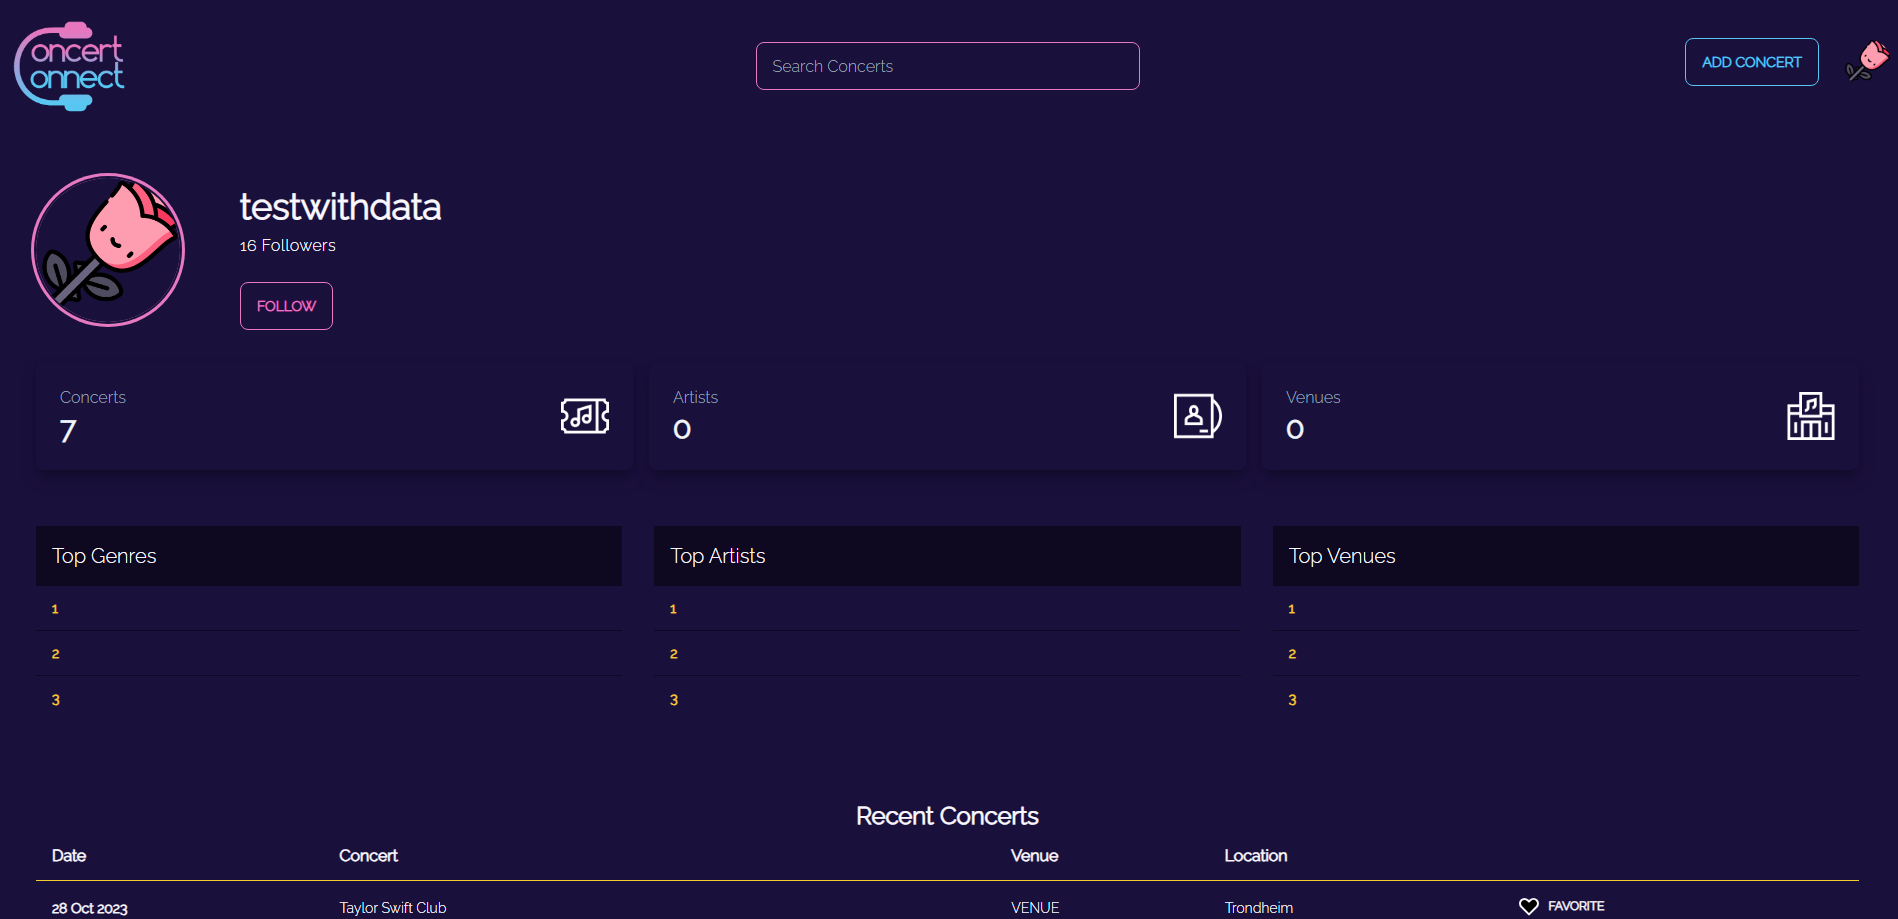 oncert
onnect
Search Concerts
ADD CONCERT
testwithdata
16 Followers
FOLLOW
Concerts
7
Artists
0
Venues
0
Top Genres
1
2
3
Top Artists
1
2
3
Top Venues
1
2
3
Recent Concerts
Date Concert Venue Location
28 Oct 2023 Taylor Swift Club VENUE Trondheim FAVORITE